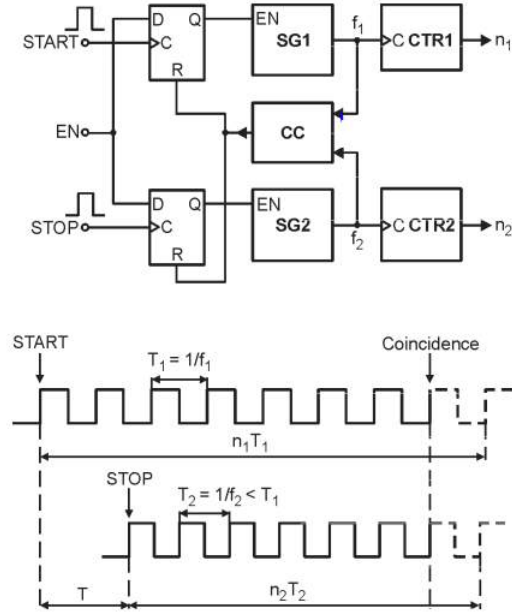 D Q EN SG1 f₁ C CTR1 n₁
START C
R
EN CC
D Q EN SG2 C CTR2 n₂
STOP C f₂
R
START Coincidence
T₁ = 1/f₁
n₁T₁
STOP
T₂ = 1/f₂ < T₁
T n₂T₂